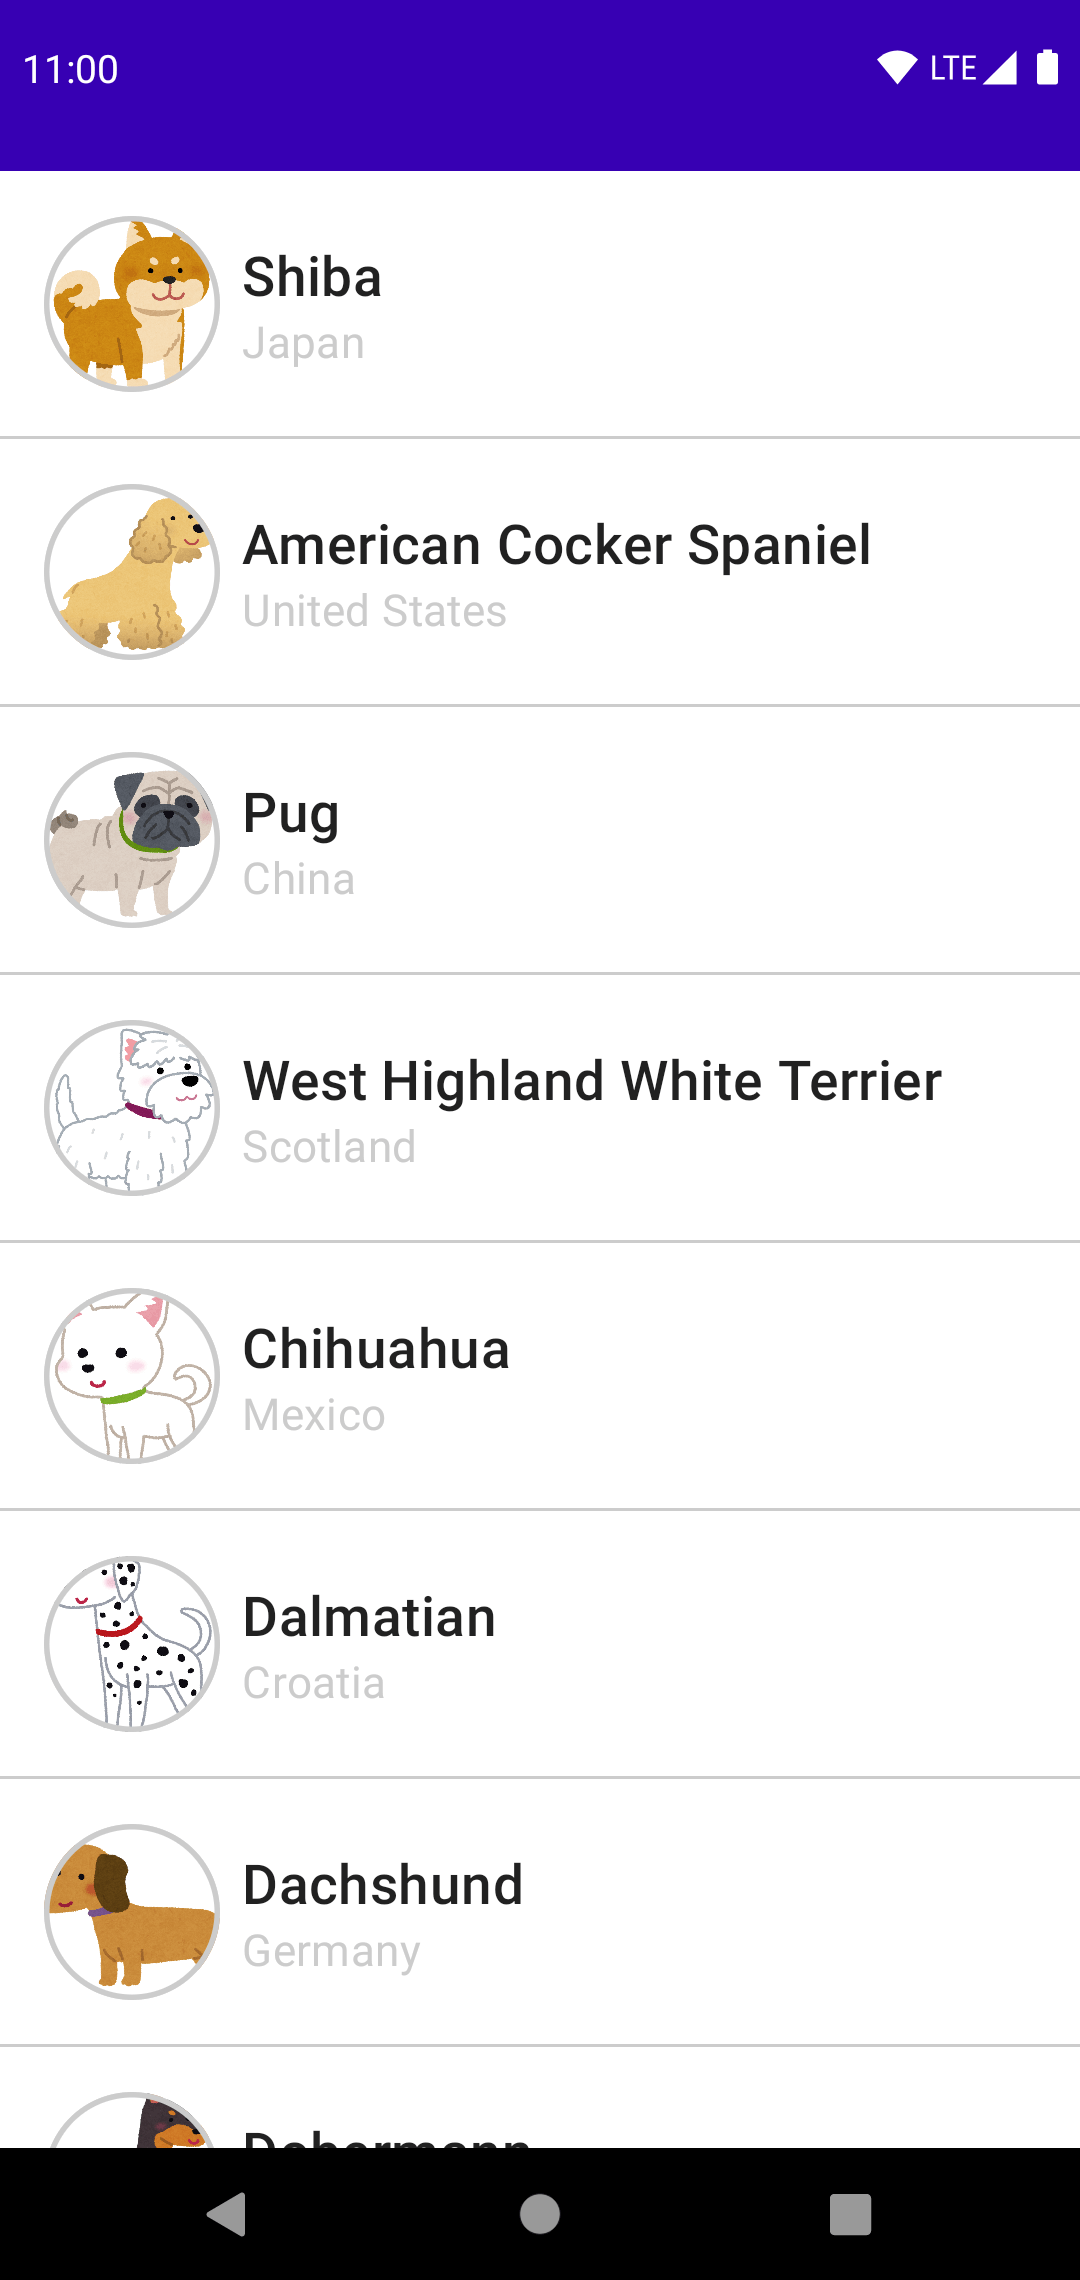 11:00 LTE
Shiba
Japan
American Cocker Spaniel
United States
Pug
China
West Highland White Terrier
Scotland
Chihuahua
Mexico
Dalmatian
Croatia
Dachshund
Germany
Dobermann